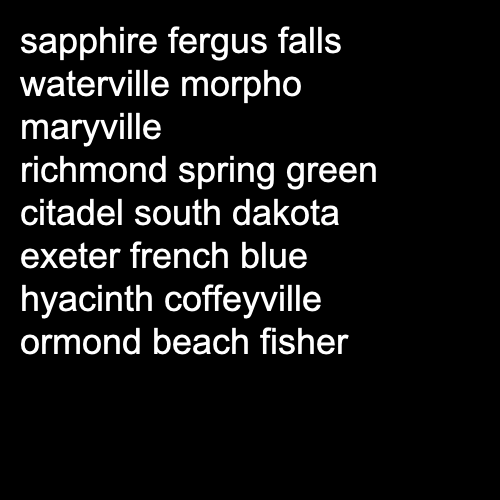 sapphire fergus falls
waterville morpho
maryville
richmond spring green
citadel south dakota
exeter french blue
hyacinth coffeyville
ormond beach fisher